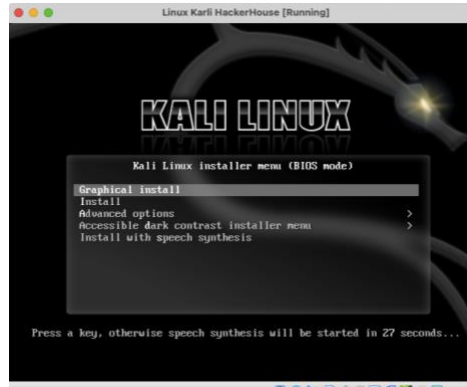 Linux Karli HackerHouse [Running]
KALI LINUX
Kali Linux installer menu (BIOS mode)
Graphical install
Install
Advanced options >
Accessible dark contrast installer menu >
Install with speech synthesis
Press a key, otherwise speech synthesis will be started in 27 seconds...